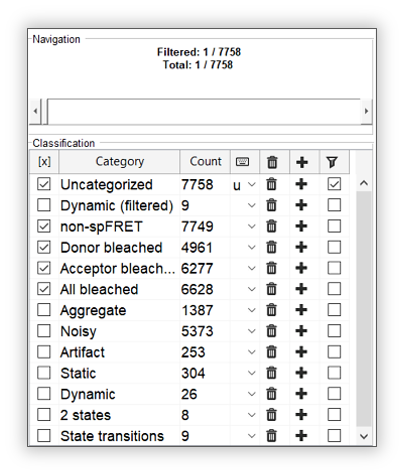 Navigation
Filtered: 1 / 7758
Total: 1 / 7758
Classification
[x] Category Count
Uncategorized 7758 u
Dynamic (filtered) 9
non-spFRET 7749
Donor bleached 4961
Acceptor bleach... 6277
All bleached 6628
Aggregate 1387
Noisy 5373
Artifact 253
Static 304
Dynamic 26
2 states 8
State transitions 9